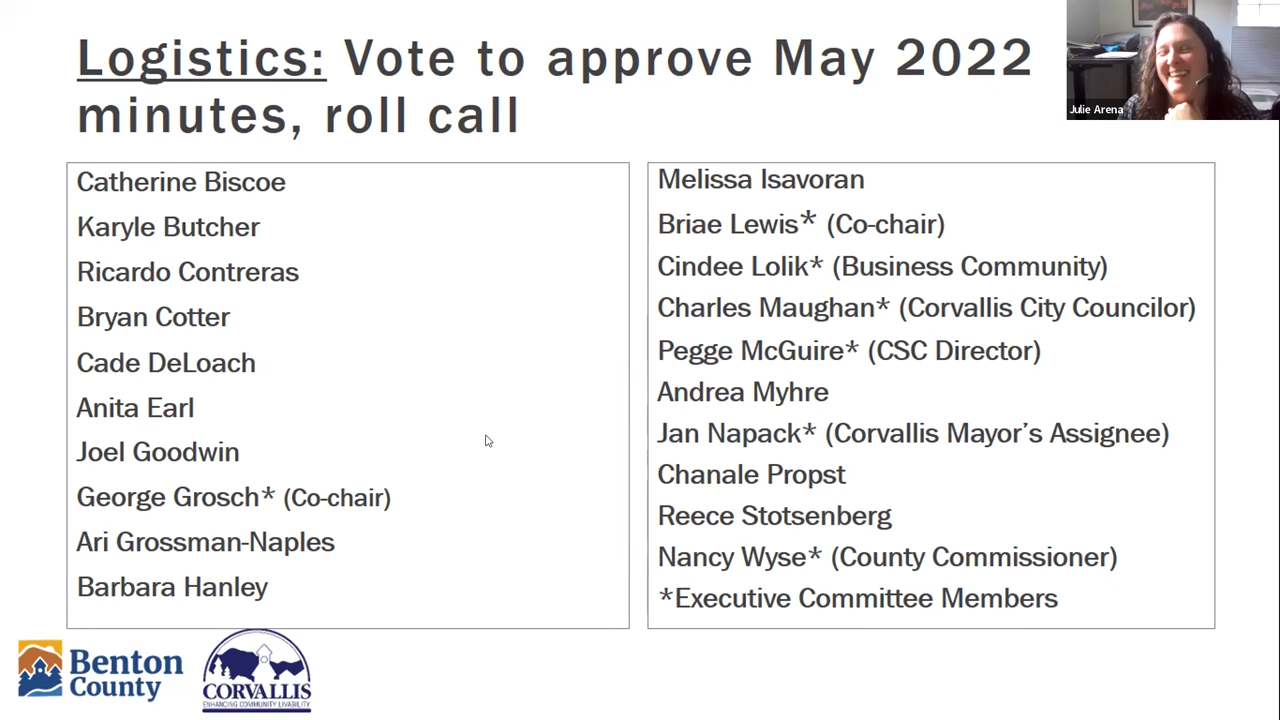 Logistics: Vote to approve May 2022
minutes, roll call
Julie Arena
Catherine Biscoe
Karyle Butcher
Ricardo Contreras
Bryan Cotter
Cade DeLoach
Anita Earl
Joel Goodwin
George Grosch* (Co-chair)
Ari Grossman-Naples
Barbara Hanley
Melissa Isavoran
Briae Lewis* (Co-chair)
Cindee Lolik* (Business Community)
Charles Maughan* (Corvallis City Councilor)
Pegge McGuire* (CSC Director)
Andrea Myhre
Jan Napack* (Corvallis Mayor’s Assignee)
Chanale Propst
Reece Stotsenberg
Nancy Wyse* (County Commissioner)
*Executive Committee Members
Benton
County
CORVALLIS
ENHANCING COMMUNITY LIVABILITY